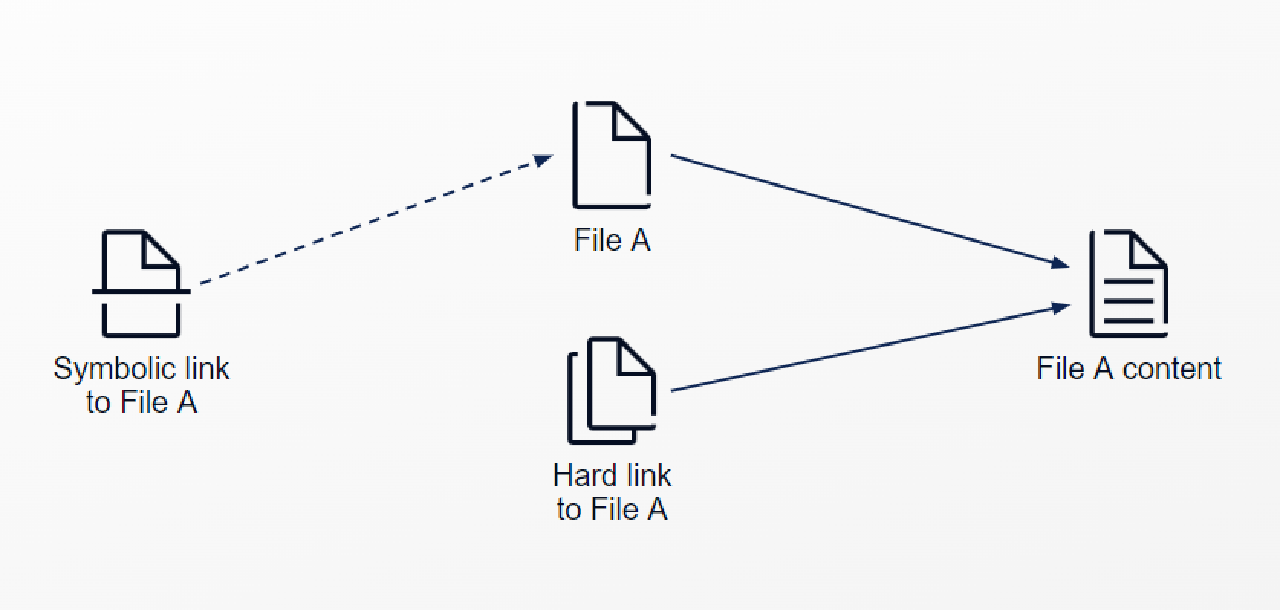 File A
Symbolic link
to File A
File A content
Hard link
to File A